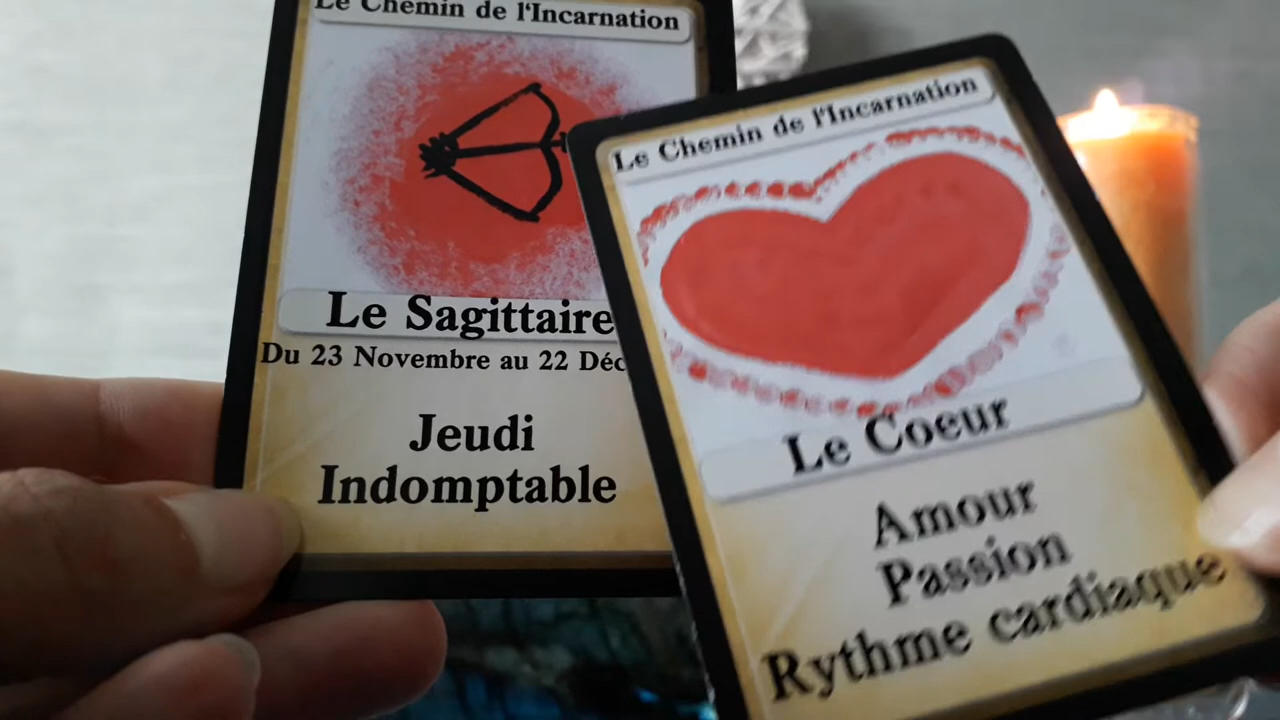 Le Chemin de l'Incarnation
Le Sagittaire
Du 23 Novembre au 22 Déc
Jeudi
Indomptable
Le Chemin de l'Incarnation
Le Coeur
Amour
Passion
Rythme cardiaque